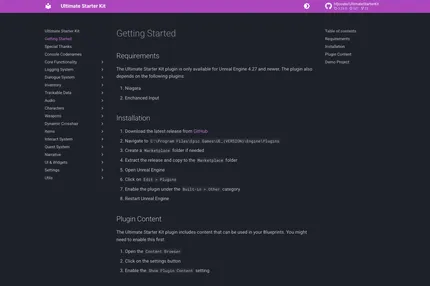 Ultimate Starter Kit
Ultimate Starter Kit
Getting Started
Special Thanks
Console Codenames
Core Functionality
Logging System
Dialogue System
Inventory
Trackable Data
Audio
Characters
Weapons
Dynamic Crosshair
Items
Interact System
Quest System
Narrative
UI & Widgets
Settings
Utils
Getting Started
Requirements
The Ultimate Starter Kit plugin is only available for Unreal Engine 4.27 and newer. The plugin also
depends on the following plugins:
1. Niagara
2. Enchanced Input
Installation
1. Download the latest release from GitHub
2. Navigate to C:\Program Files\Epic Games\UE_[VERSION]\Engine\Plugins
3. Create a Marketplace folder if needed
4. Extract the release and copy to the Marketplace folder
5. Open Unreal Engine
6. Click on Edit > Plugins
7. Enable the plugin under the Built-in > Other category
8. Restart Unreal Engine
Plugin Content
The Ultimate Starter Kit plugin includes content that can be used in your Blueprints. You might
need to enable this first:
1. Open the Content Browser
2. Click on the settings button
3. Enable the Show Plugin Content setting
Table of contents
Requirements
Installation
Plugin Content
Demo Project